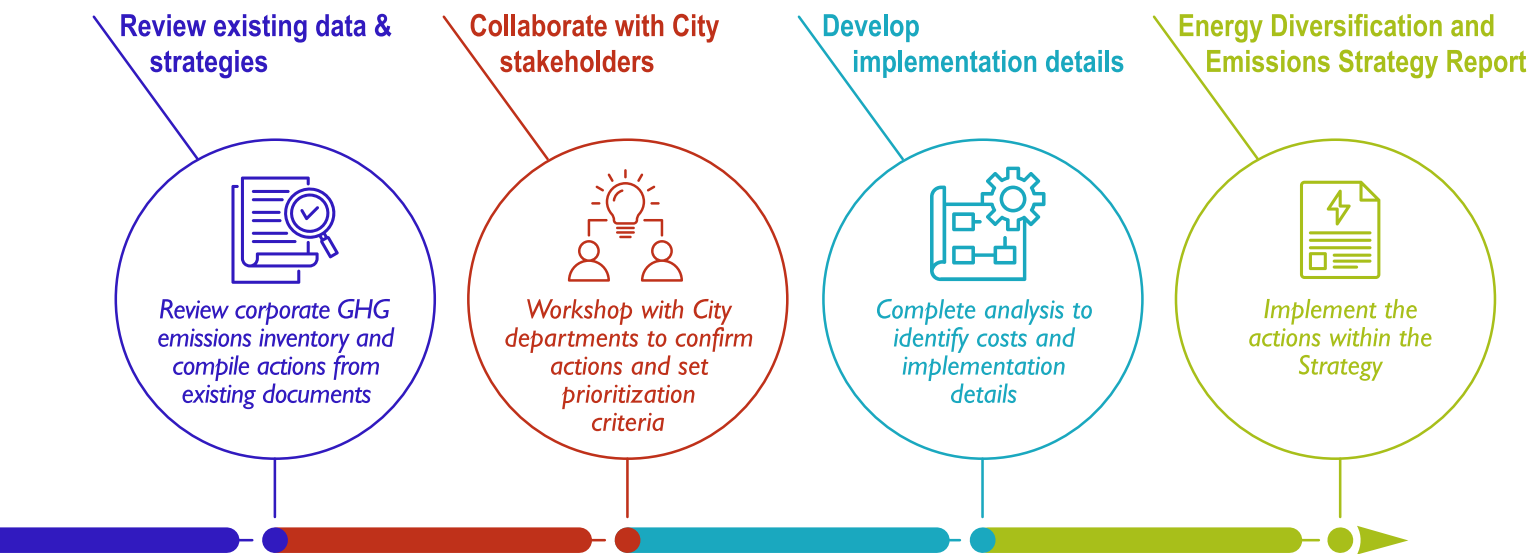 Review existing data &
strategies
Review corporate GHG
emissions inventory and
compile actions from
existing documents
Collaborate with City
stakeholders
Workshop with City
departments to confirm
actions and set
prioritization
criteria
Develop
implementation details
Complete analysis to
identify costs and
implementation
details
Energy Diversification and
Emissions Strategy Report
Implement the
actions within the
Strategy